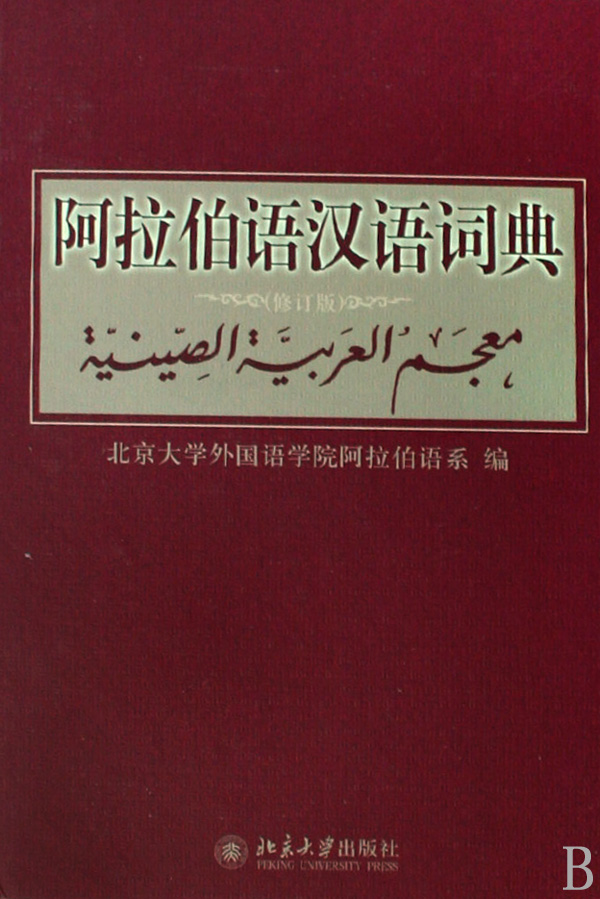 阿拉伯语汉语词典
(修订版)
معجم العربية الصينية
北京大学外国语学院阿拉伯语系 编
北京大学出版社
PEKING UNIVERSITY PRESS
B